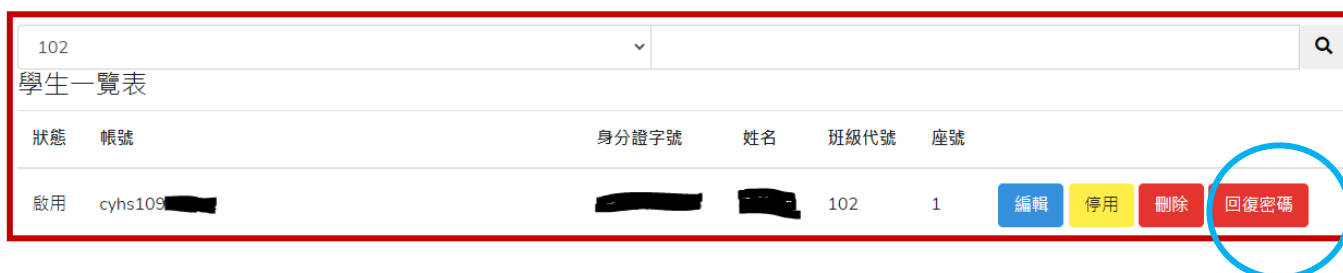 102
學生一覽表
狀態 帳號 身分證字號 姓名 班級代號 座號
啟用 cyhs109 102 1 編輯 停用 刪除 回復密碼